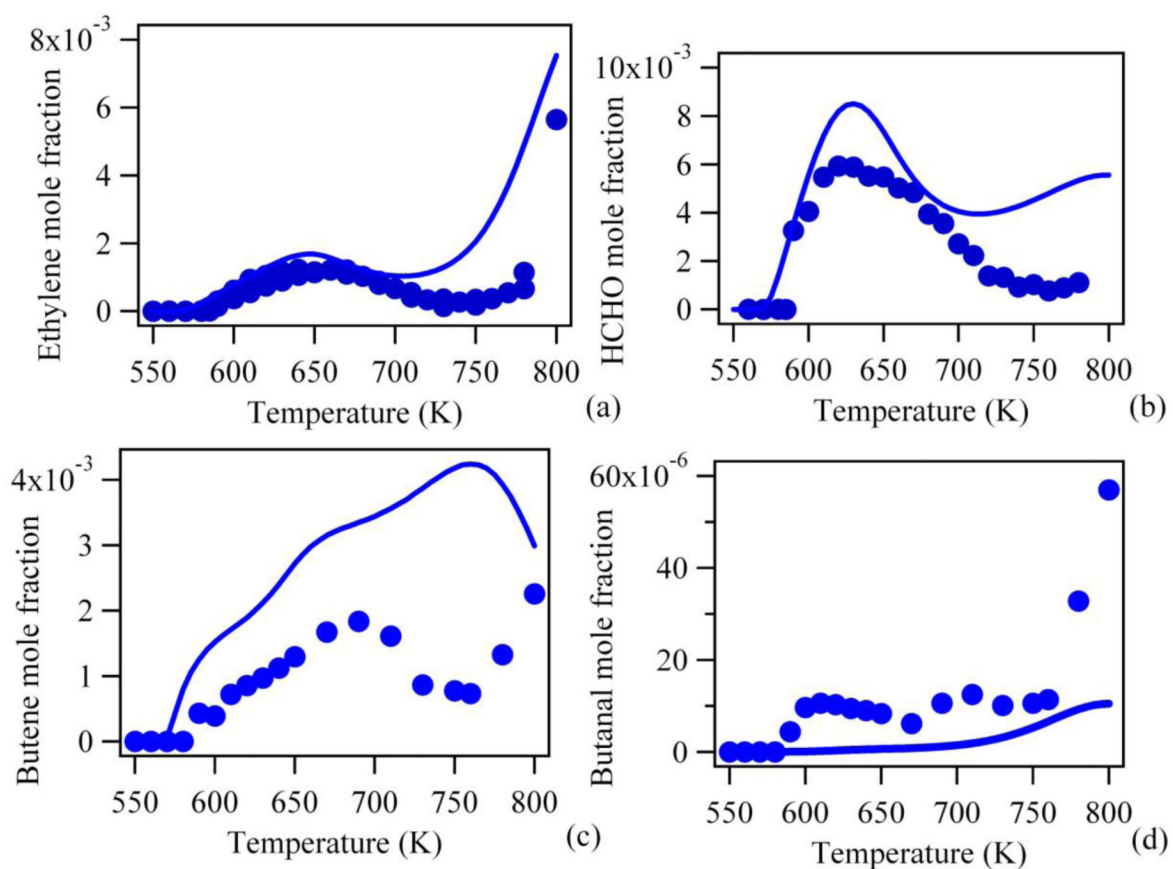 8x10-3
6
4
2
0
Ethylene mole fraction
550 600 650 700 750 800
Temperature (K)
(a)
10x10-3
8
6
4
2
0
HCHO mole fraction
550 600 650 700 750 800
Temperature (K)
(b)
4x10-3
3
2
1
0
Butene mole fraction
550 600 650 700 750 800
Temperature (K)
(c)
60x10-6
40
20
0
Butanal mole fraction
550 600 650 700 750 800
Temperature (K)
(d)